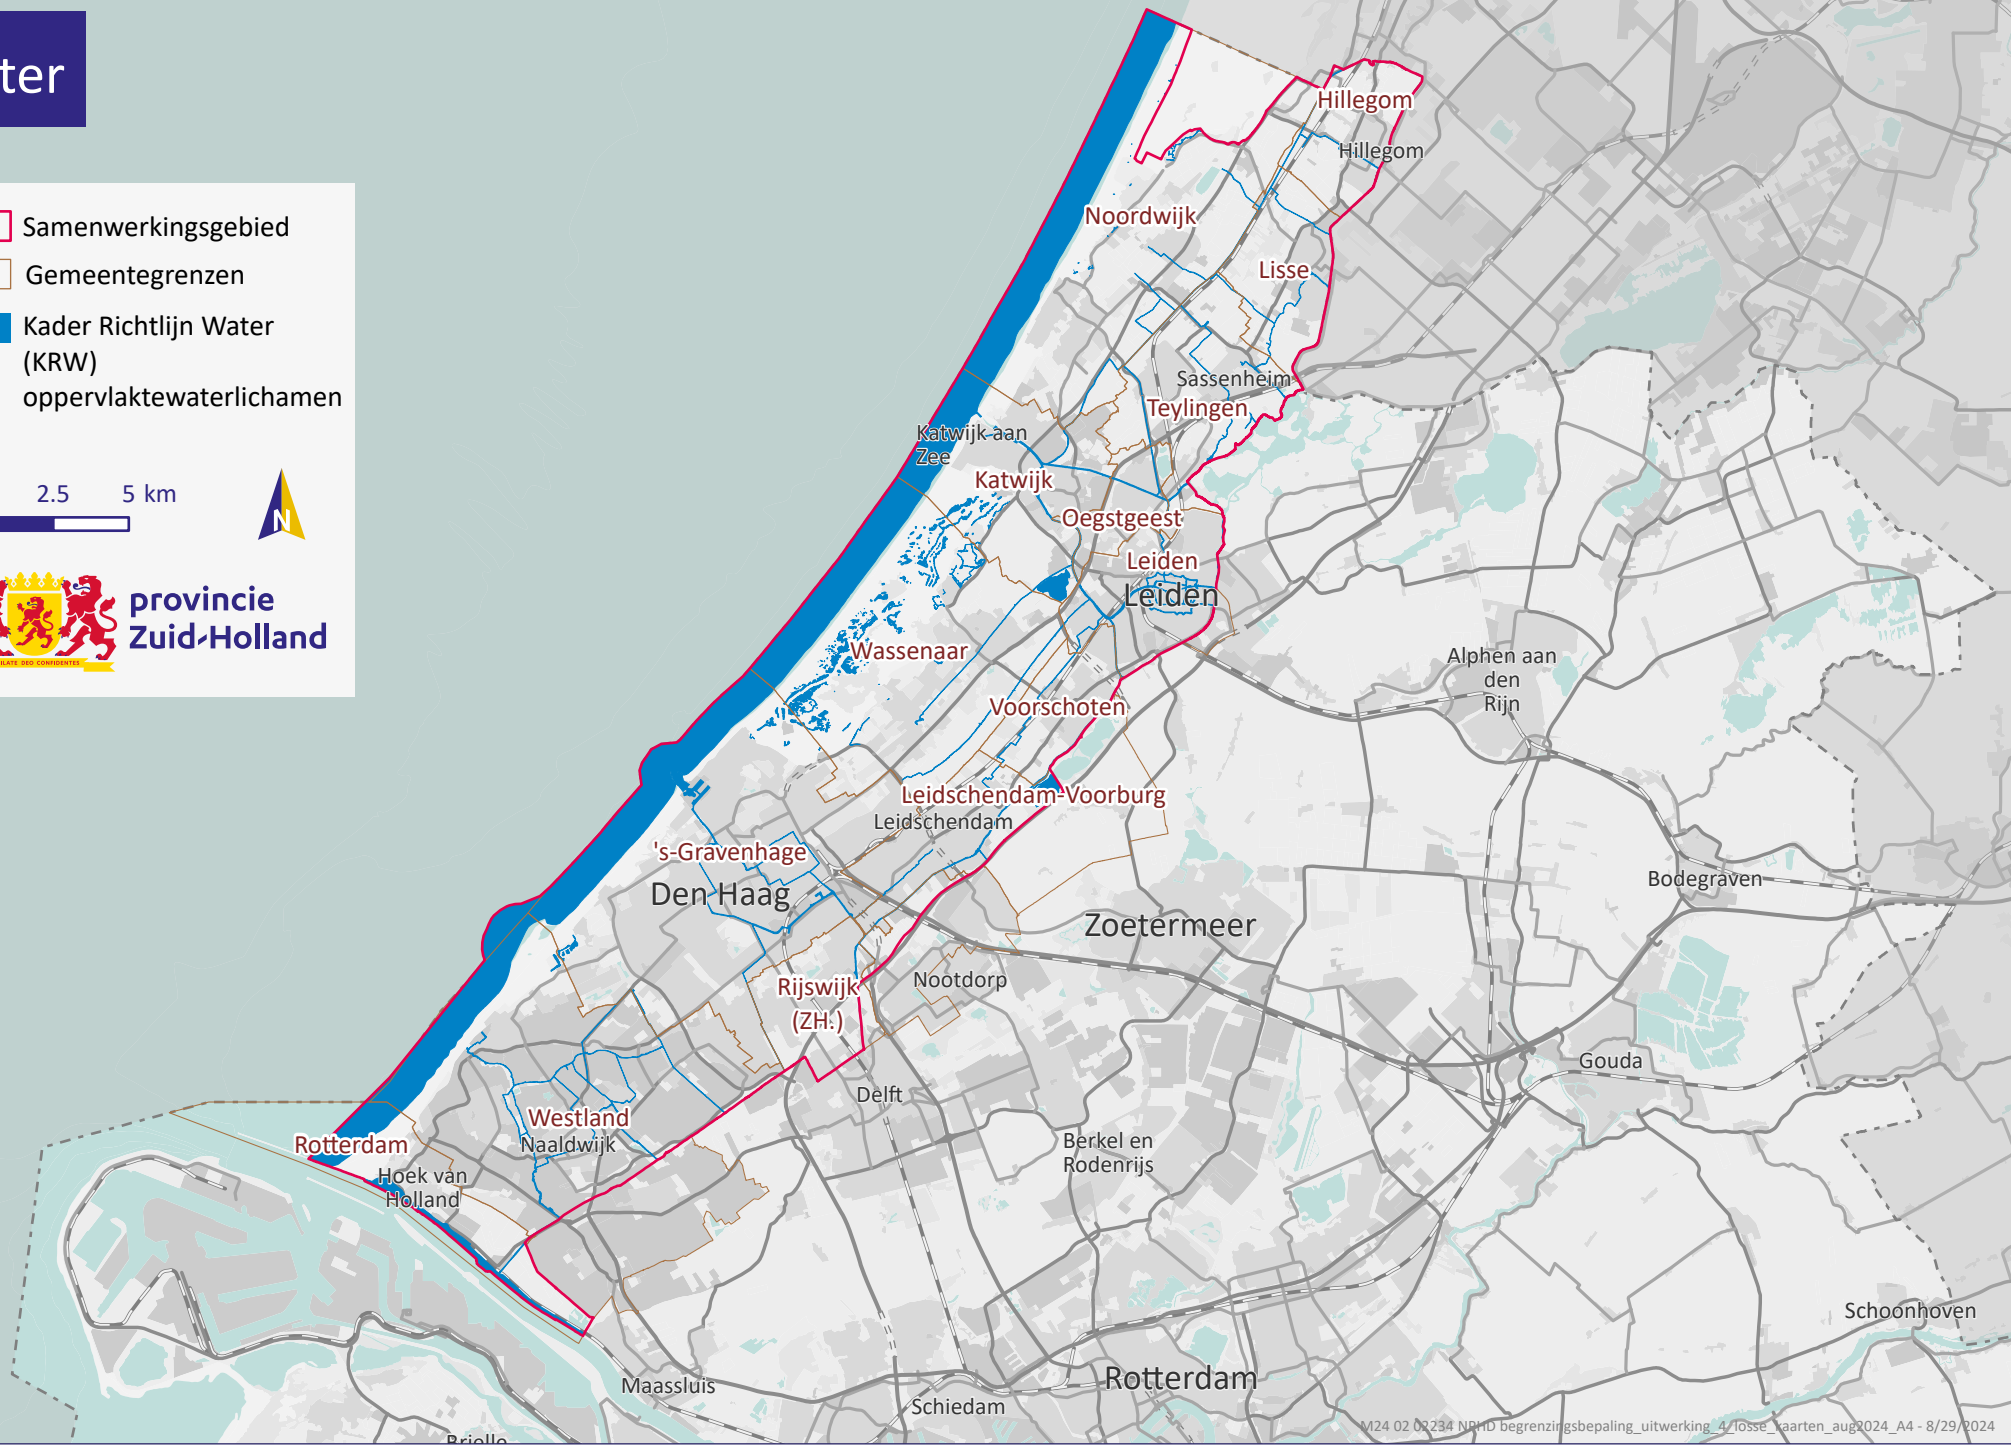 ter
Samenwerkingsgebied
Gemeentegrenzen
Kader Richtlijn Water
(KRW)
oppervlaktewaterlichamen
2.5 5 km
N
provincie
Zuid-Holland
Hillegom
Hillegom
Noordwijk
Lisse
Sassenheim
Teylingen
Katwijk aan
Zee
Katwijk
Oegstgeest
Leiden
Leiden
Wassenaar
Voorschoten
Alphen aan
den
Rijn
Leidschendam-Voorburg
Leidschendam
's-Gravenhage
Den Haag
Bodegraven
Zoetermeer
Nootdorp
Rijswijk
(ZH.)
Gouda
Delft
Westland
Naaldwijk
Berkel en
Rodenrijs
Rotterdam
Hoek van
Holland
Schoonhoven
Maassluis
Rotterdam
Schiedam
Brielle
M24 02 02234 NPHD begrenzingsbepaling_uitwerking_4_losse_kaarten_aug2024_A4 - 8/29/2024